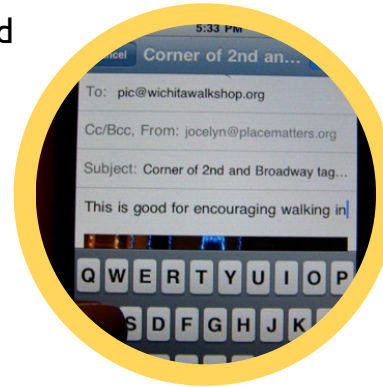 d
5:33 PM
Corner of 2nd an...
To: pic@wichitawalkshop.org
Cc/Bcc, From: jocelyn@placematters.org
Subject: Corner of 2nd and Broadway tag...
This is good for encouraging walking in
Q W E R T Y U I O P
S D F G H J K